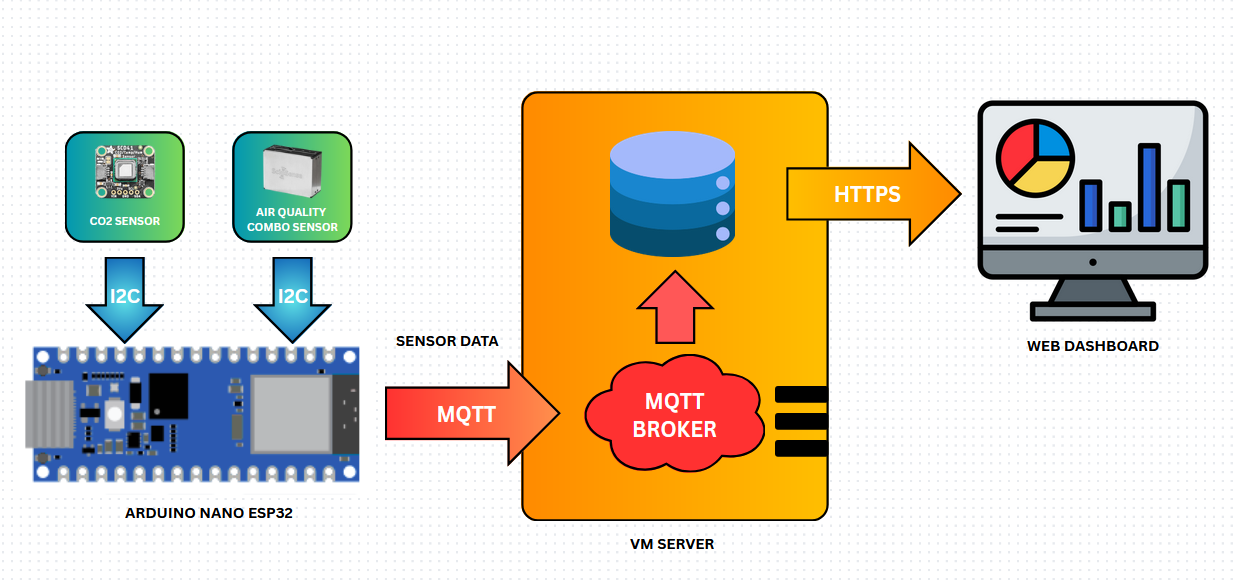 CO2 SENSOR
AIR QUALITY
COMBO SENSOR
I2C
I2C
ARDUINO NANO ESP32
SENSOR DATA
MQTT
MQTT
BROKER
VM SERVER
HTTPS
WEB DASHBOARD